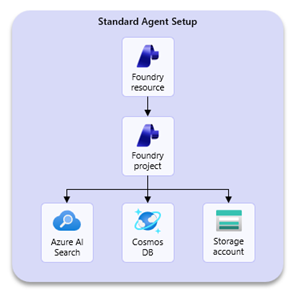 Standard Agent Setup
Foundry
resource
Foundry
project
Azure AI
Search
Cosmos
DB
Storage
account